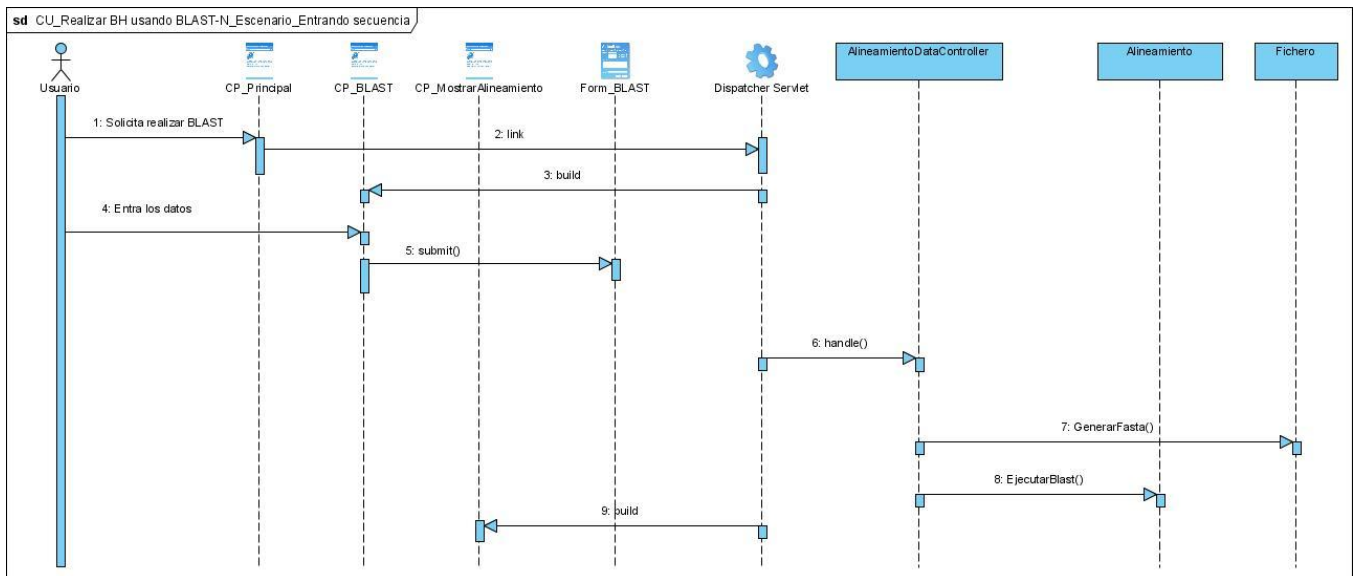 sd CU_Realizar BH usando BLAST-N_Escenario_Entrando secuencia
Usuario
CP_Principal
CP_BLAST
CP_MostrarAlineamiento
Form_BLAST
Dispatcher Servlet
AlineamientoDataController
Alineamiento
Fichero
1: Solicita realizar BLAST
2: link
3: build
4: Entra los datos
5: submit()
6: handle()
7: GenerarFasta()
8: EjecutarBlast()
9: build